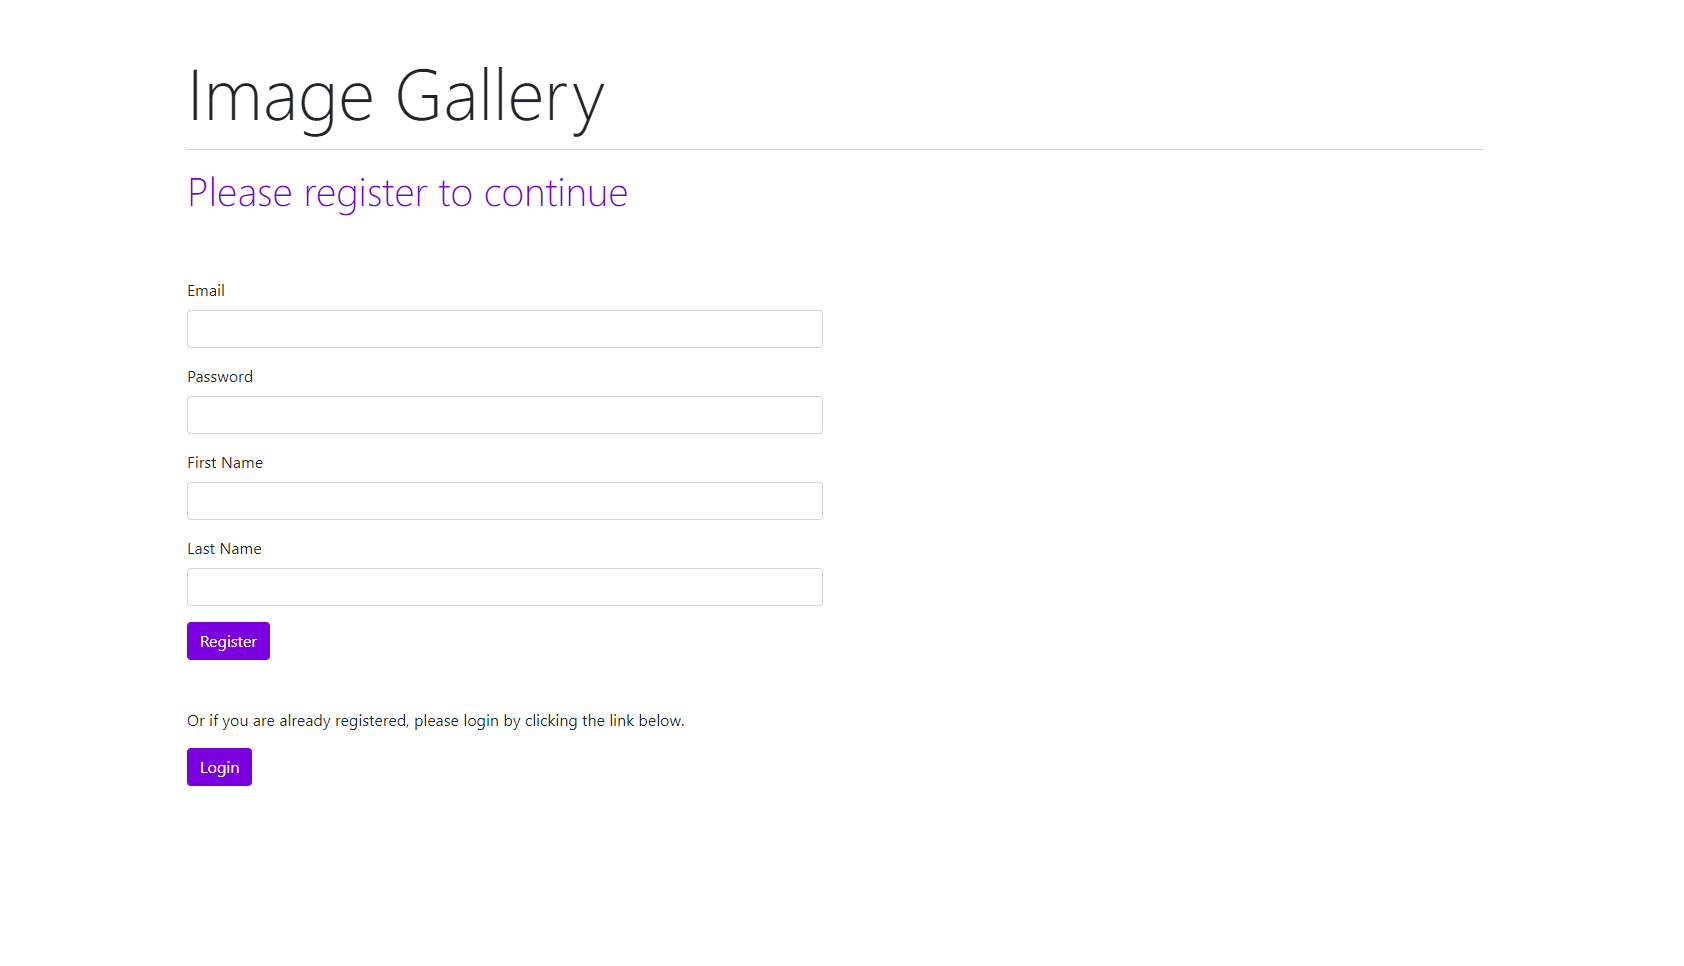 Image Gallery
Please register to continue
Email
Password
First Name
Last Name
Register
Or if you are already registered, please login by clicking the link below.
Login